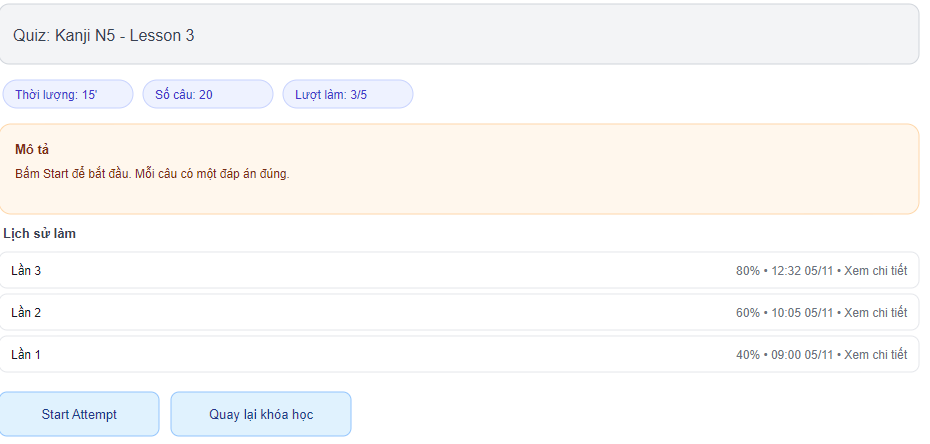 Quiz: Kanji N5 - Lesson 3
Thời lượng: 15' Số câu: 20 Lượt làm: 3/5
Mô tả
Bấm Start để bắt đầu. Mỗi câu có một đáp án đúng.
Lịch sử làm
Lần 3 80% • 12:32 05/11 • Xem chi tiết
Lần 2 60% • 10:05 05/11 • Xem chi tiết
Lần 1 40% • 09:00 05/11 • Xem chi tiết
Start Attempt Quay lại khóa học